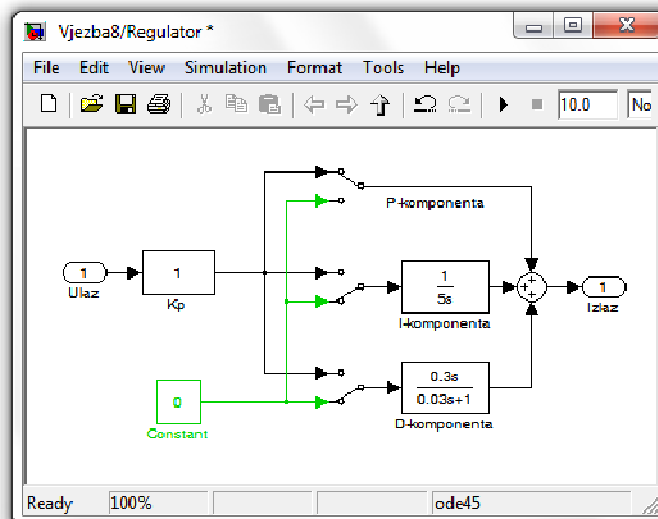 Vjezba8/Regulator *
File Edit View Simulation Format Tools Help
10.0 No
P-komponenta
1
Ulaz
1
Kp
1
5s
I-komponenta
+
+
+
1
Izlaz
0
Constant
0.3s
0.03s+1
D-komponenta
Ready 100% ode45